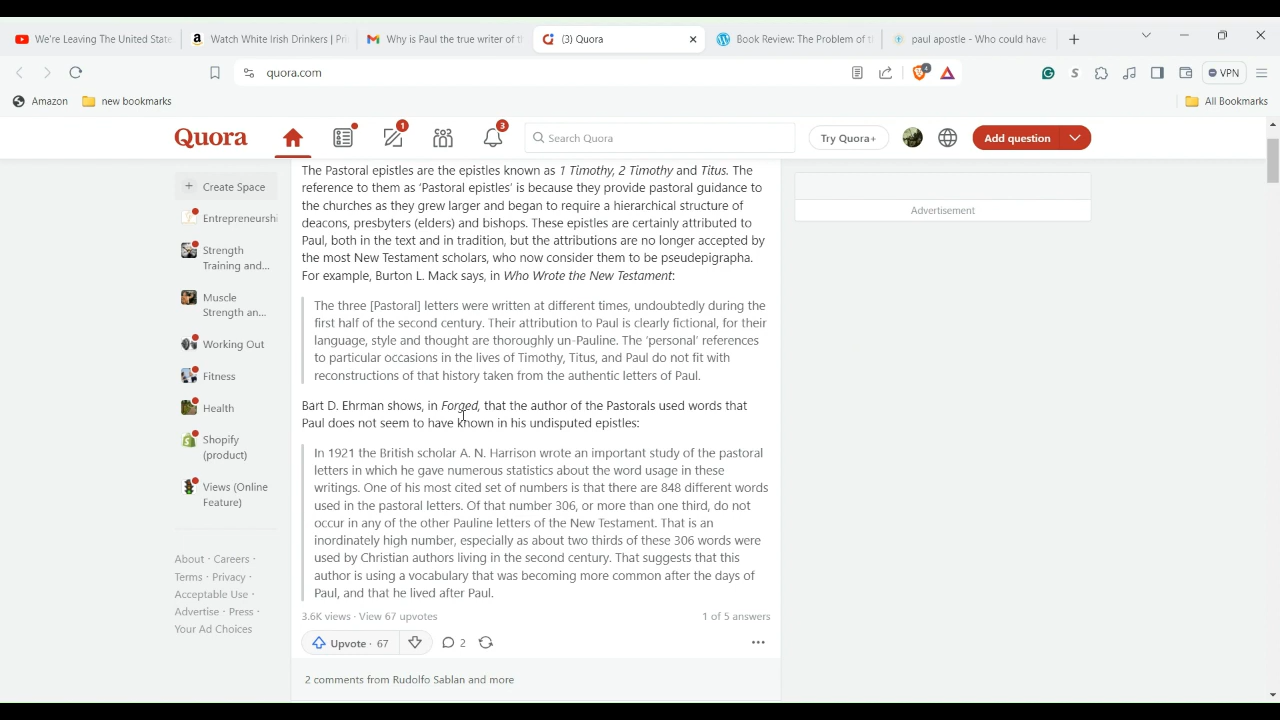 We're Leaving The United State
Watch White Irish Drinkers | Pri
Why is Paul the true writer of th
(3) Quora
Book Review: The Problem of t
paul apostle - Who could have
quora.com
VPN
Amazon
new bookmarks
All Bookmarks
Quora
1
3
Search Quora
Try Quora+
Add question
Create Space
Entrepreneurshi
Strength
Training and...
Muscle
Strength an...
Working Out
Fitness
Health
Shopify
(product)
Views (Online
Feature)
About · Careers ·
Terms · Privacy ·
Acceptable Use ·
Advertise · Press ·
Your Ad Choices
The Pastoral epistles are the epistles known as 1 Timothy, 2 Timothy and Titus. The
reference to them as 'Pastoral epistles' is because they provide pastoral guidance to
the churches as they grew larger and began to require a hierarchical structure of
deacons, presbyters (elders) and bishops. These epistles are certainly attributed to
Paul, both in the text and in tradition, but the attributions are no longer accepted by
the most New Testament scholars, who now consider them to be pseudepigrapha.
For example, Burton L. Mack says, in Who Wrote the New Testament:
The three [Pastoral] letters were written at different times, undoubtedly during the
first half of the second century. Their attribution to Paul is clearly fictional, for their
language, style and thought are thoroughly un-Pauline. The 'personal' references
to particular occasions in the lives of Timothy, Titus, and Paul do not fit with
reconstructions of that history taken from the authentic letters of Paul.
Bart D. Ehrman shows, in Forged, that the author of the Pastorals used words that
Paul does not seem to have known in his undisputed epistles:
In 1921 the British scholar A. N. Harrison wrote an important study of the pastoral
letters in which he gave numerous statistics about the word usage in these
writings. One of his most cited set of numbers is that there are 848 different words
used in the pastoral letters. Of that number 306, or more than one third, do not
occur in any of the other Pauline letters of the New Testament. That is an
inordinately high number, especially as about two thirds of these 306 words were
used by Christian authors living in the second century. That suggests that this
author is using a vocabulary that was becoming more common after the days of
Paul, and that he lived after Paul.
3.6K views · View 67 upvotes
1 of 5 answers
Upvote · 67
2
2 comments from Rudolfo Sablan and more
Advertisement